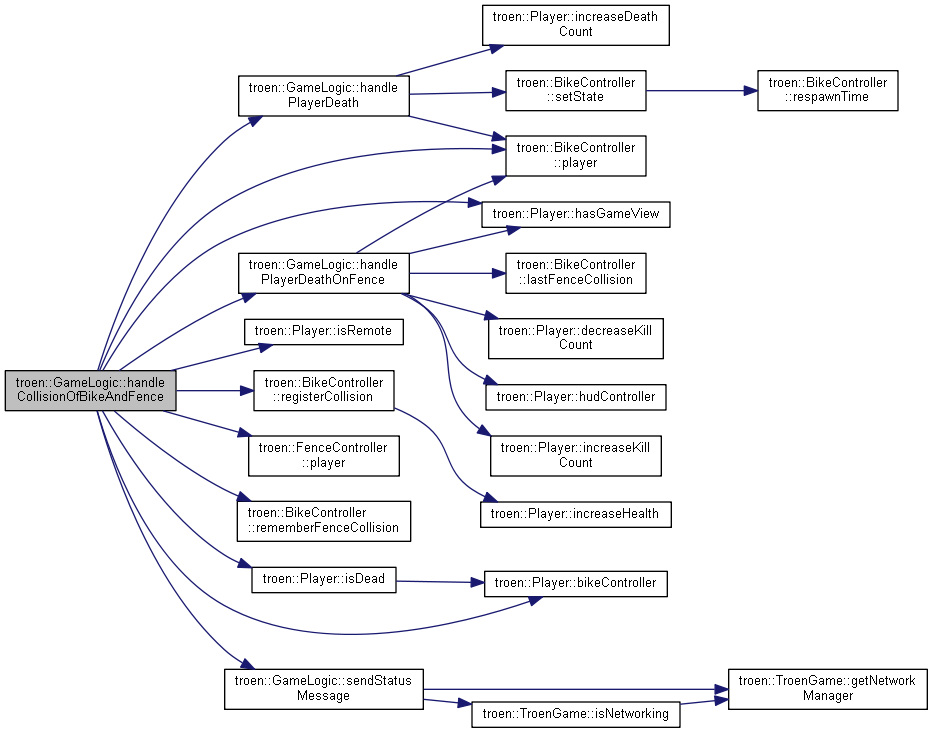 troen::Player::increaseDeath
Count
troen::GameLogic::handle
PlayerDeath
troen::BikeController
::setState
troen::BikeController
::respawnTime
troen::BikeController
::player
troen::Player::hasGameView
troen::GameLogic::handle
PlayerDeathOnFence
troen::BikeController
::lastFenceCollision
troen::Player::isRemote
troen::Player::decreaseKill
Count
troen::GameLogic::handle
CollisionOfBikeAndFence
troen::BikeController
::registerCollision
troen::Player::hudController
troen::FenceController
::player
troen::Player::increaseKill
Count
troen::BikeController
::rememberFenceCollision
troen::Player::increaseHealth
troen::Player::isDead
troen::Player::bikeController
troen::GameLogic::sendStatus
Message
troen::TroenGame::getNetwork
Manager
troen::TroenGame::isNetworking